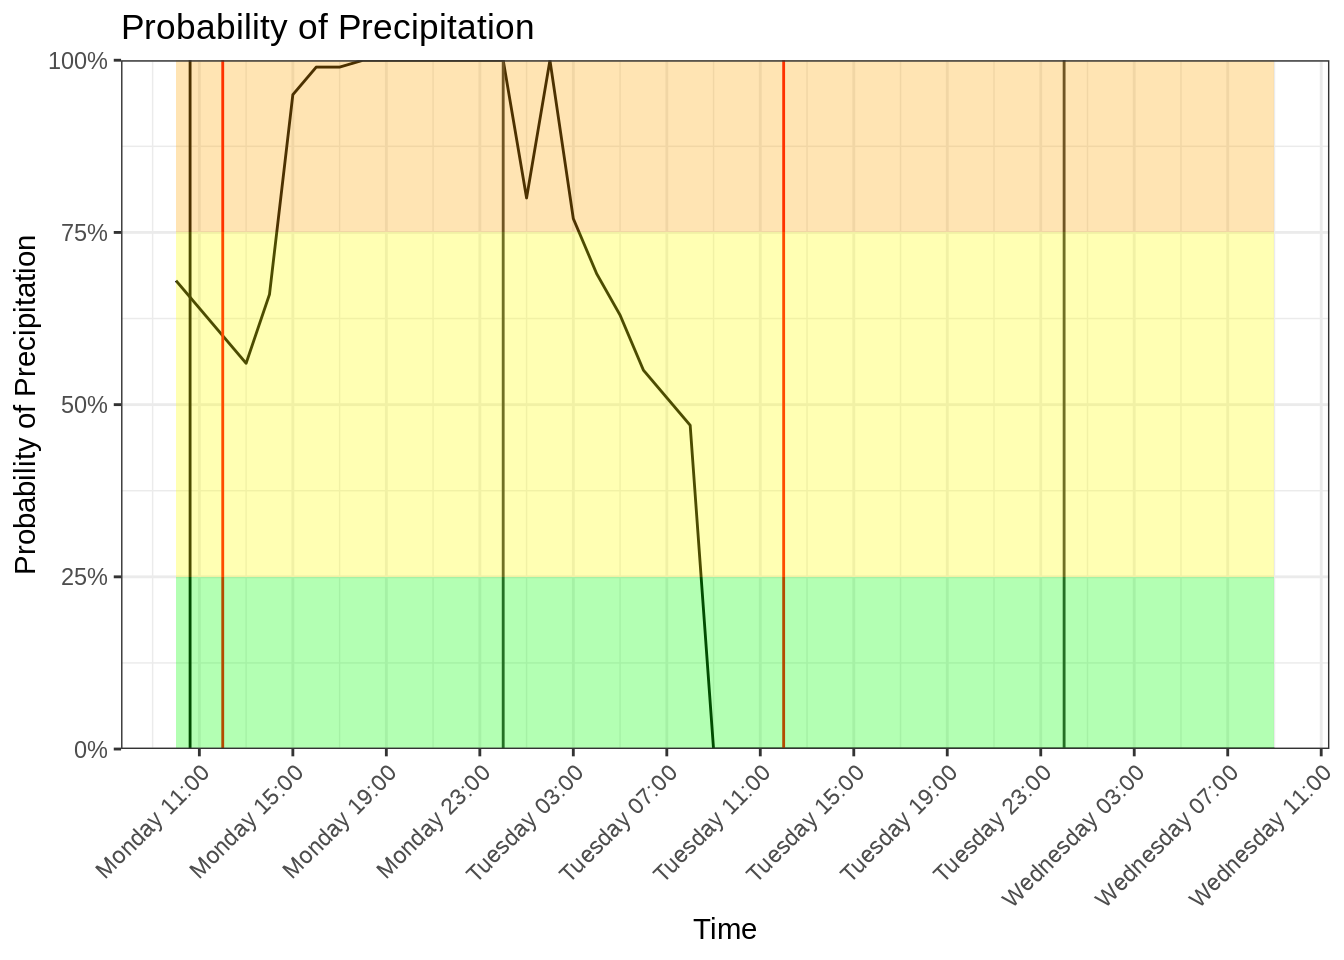 Probability of Precipitation
Probability of Precipitation
100%
75%
50%
25%
0%
Monday 11:00
Monday 15:00
Monday 19:00
Monday 23:00
Tuesday 03:00
Tuesday 07:00
Tuesday 11:00
Tuesday 15:00
Tuesday 19:00
Tuesday 23:00
Wednesday 03:00
Wednesday 07:00
Wednesday 11:00
Time